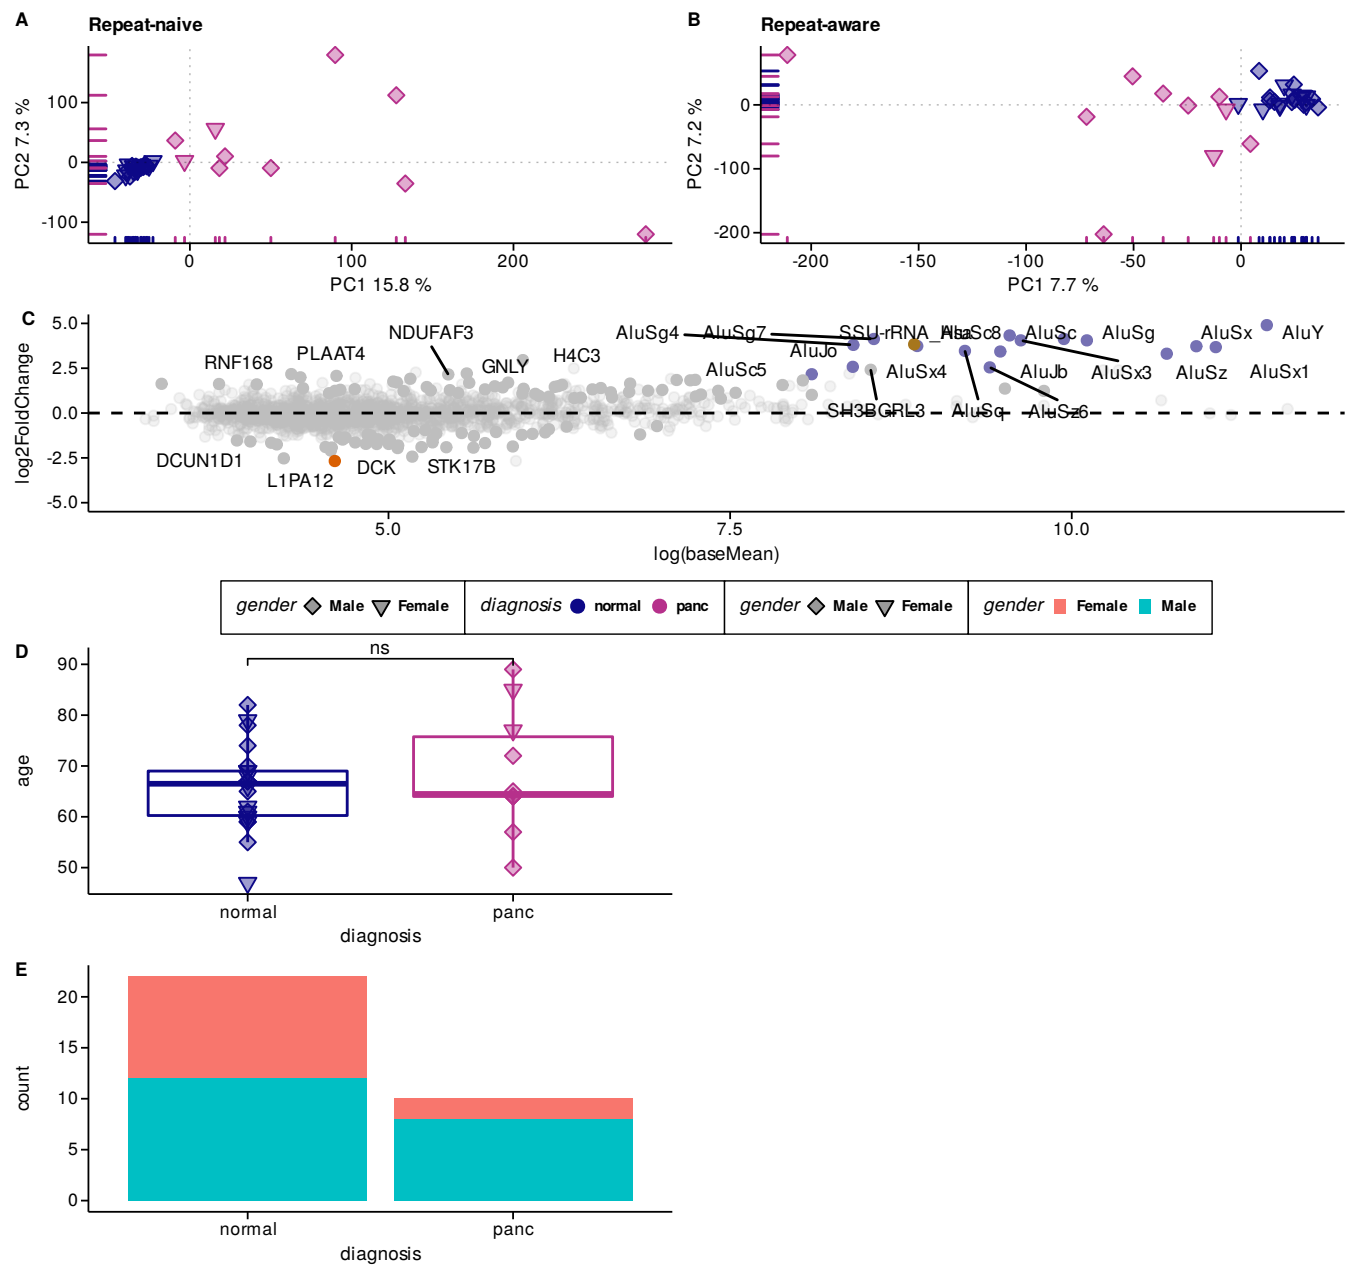 A
Repeat-naive
PC2 7.3 %
100
0
-100
0
100
200
PC1 15.8 %
B
Repeat-aware
PC2 7.2 %
0
-100
-200
-200
-150
-100
-50
0
PC1 7.7 %
C
log2FoldChange
5.0
2.5
0.0
-2.5
-5.0
NDUFAF3
AluSg4
AluSg7
SSU-rRNA_Hsa
AluSc8
AluSc
AluSg
AluSx
AluY
RNF168
PLAAT4
GNLY
H4C3
AluJo
AluSc5
AluSx4
AluJb
AluSx3
AluSz
AluSx1
SH3BGRL3
AluSq
AluSz6
DCUN1D1
L1PA12
DCK
STK17B
5.0
7.5
10.0
log(baseMean)
gender Male Female
diagnosis normal panc
gender Male Female
gender Female Male
D
ns
age
90
80
70
60
50
normal
panc
diagnosis
E
count
20
15
10
5
0
normal
panc
diagnosis